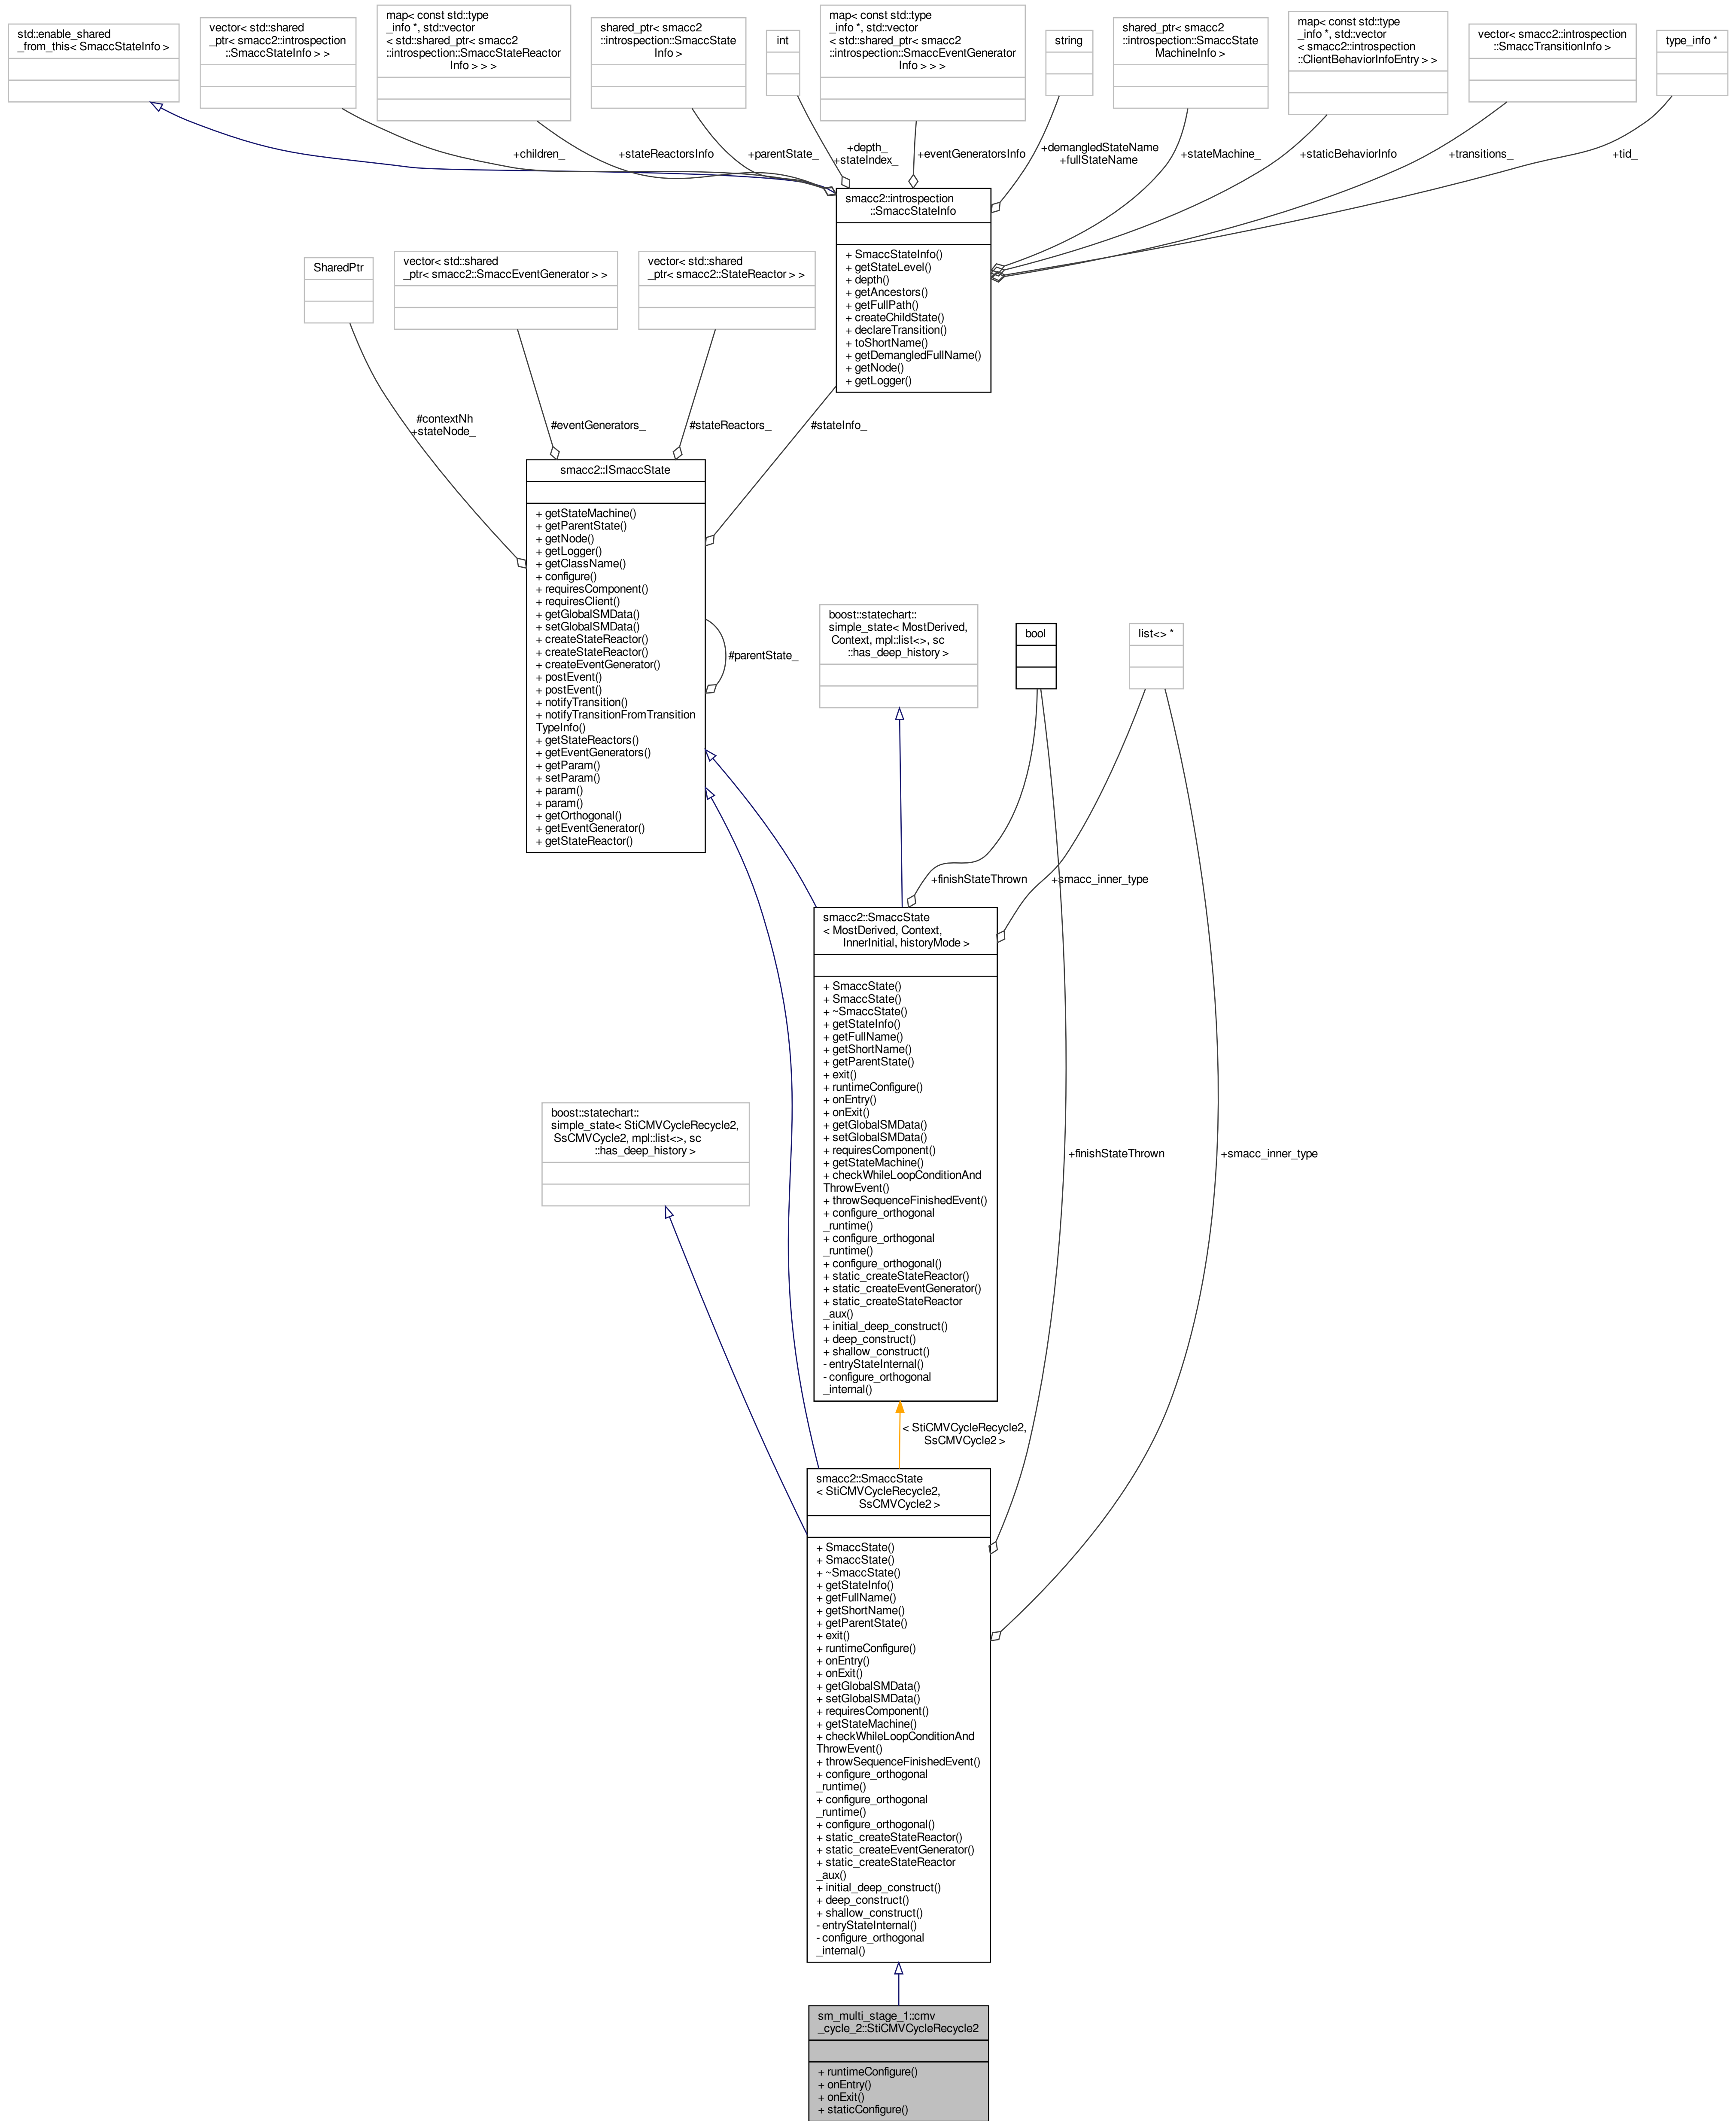 std::enable_shared
_from_this< SmaccStateInfo >
vector< std::shared
_ptr< smacc2::introspection
::SmaccStateInfo > >
map< const std::type
_info *, std::vector
< std::shared_ptr< smacc2
::introspection::SmaccStateReactor
Info > > >
shared_ptr< smacc2
::introspection::SmaccState
Info >
int
map< const std::type
_info *, std::vector
< std::shared_ptr< smacc2
::introspection::SmaccEventGenerator
Info > > >
string
shared_ptr< smacc2
::introspection::SmaccState
MachineInfo >
map< const std::type
_info *, std::vector
< smacc2::introspection
::ClientBehaviorInfoEntry > >
vector< smacc2::introspection
::SmaccTransitionInfo >
type_info *
+children_
+stateReactorsInfo
+parentState_
+depth_
+stateIndex_
+eventGeneratorsInfo
+demangledStateName
+fullStateName
+stateMachine_
+staticBehaviorInfo
+transitions_
+tid_
smacc2::introspection
::SmaccStateInfo
+ SmaccStateInfo()
+ getStateLevel()
+ depth()
+ getAncestors()
+ getFullPath()
+ createChildState()
+ declareTransition()
+ toShortName()
+ getDemangledFullName()
+ getNode()
+ getLogger()
SharedPtr
vector< std::shared
_ptr< smacc2::SmaccEventGenerator > >
vector< std::shared
_ptr< smacc2::StateReactor > >
#contextNh
+stateNode_
#eventGenerators_
#stateReactors_
#stateInfo_
smacc2::ISmaccState
+ getStateMachine()
+ getParentState()
+ getNode()
+ getLogger()
+ getClassName()
+ configure()
+ requiresComponent()
+ requiresClient()
+ getGlobalSMData()
+ setGlobalSMData()
+ createStateReactor()
+ createStateReactor()
+ createEventGenerator()
+ postEvent()
+ postEvent()
+ notifyTransition()
+ notifyTransitionFromTransition
TypeInfo()
+ getStateReactors()
+ getEventGenerators()
+ getParam()
+ setParam()
+ param()
+ param()
+ getOrthogonal()
+ getEventGenerator()
+ getStateReactor()
#parentState_
boost::statechart::
simple_state< MostDerived,
Context, mpl::list<>, sc
::has_deep_history >
bool
list<> *
+finishStateThrown
+smacc_inner_type
smacc2::SmaccState
< MostDerived, Context,
InnerInitial, historyMode >
+ SmaccState()
+ SmaccState()
+ ~SmaccState()
+ getStateInfo()
+ getFullName()
+ getShortName()
+ getParentState()
+ exit()
+ runtimeConfigure()
+ onEntry()
+ onExit()
+ getGlobalSMData()
+ setGlobalSMData()
+ requiresComponent()
+ getStateMachine()
+ checkWhileLoopConditionAnd
ThrowEvent()
+ throwSequenceFinishedEvent()
+ configure_orthogonal
_runtime()
+ configure_orthogonal
_runtime()
+ configure_orthogonal()
+ static_createStateReactor()
+ static_createEventGenerator()
+ static_createStateReactor
_aux()
+ initial_deep_construct()
+ deep_construct()
+ shallow_construct()
- entryStateInternal()
- configure_orthogonal
_internal()
boost::statechart::
simple_state< StiCMVCycleRecycle2,
SsCMVCycle2, mpl::list<>, sc
::has_deep_history >
+finishStateThrown
+smacc_inner_type
< StiCMVCycleRecycle2,
SsCMVCycle2 >
smacc2::SmaccState
< StiCMVCycleRecycle2,
SsCMVCycle2 >
+ SmaccState()
+ SmaccState()
+ ~SmaccState()
+ getStateInfo()
+ getFullName()
+ getShortName()
+ getParentState()
+ exit()
+ runtimeConfigure()
+ onEntry()
+ onExit()
+ getGlobalSMData()
+ setGlobalSMData()
+ requiresComponent()
+ getStateMachine()
+ checkWhileLoopConditionAnd
ThrowEvent()
+ throwSequenceFinishedEvent()
+ configure_orthogonal
_runtime()
+ configure_orthogonal
_runtime()
+ configure_orthogonal()
+ static_createStateReactor()
+ static_createEventGenerator()
+ static_createStateReactor
_aux()
+ initial_deep_construct()
+ deep_construct()
+ shallow_construct()
- entryStateInternal()
- configure_orthogonal
_internal()
sm_multi_stage_1::cmv
_cycle_2::StiCMVCycleRecycle2
+ runtimeConfigure()
+ onEntry()
+ onExit()
+ staticConfigure()